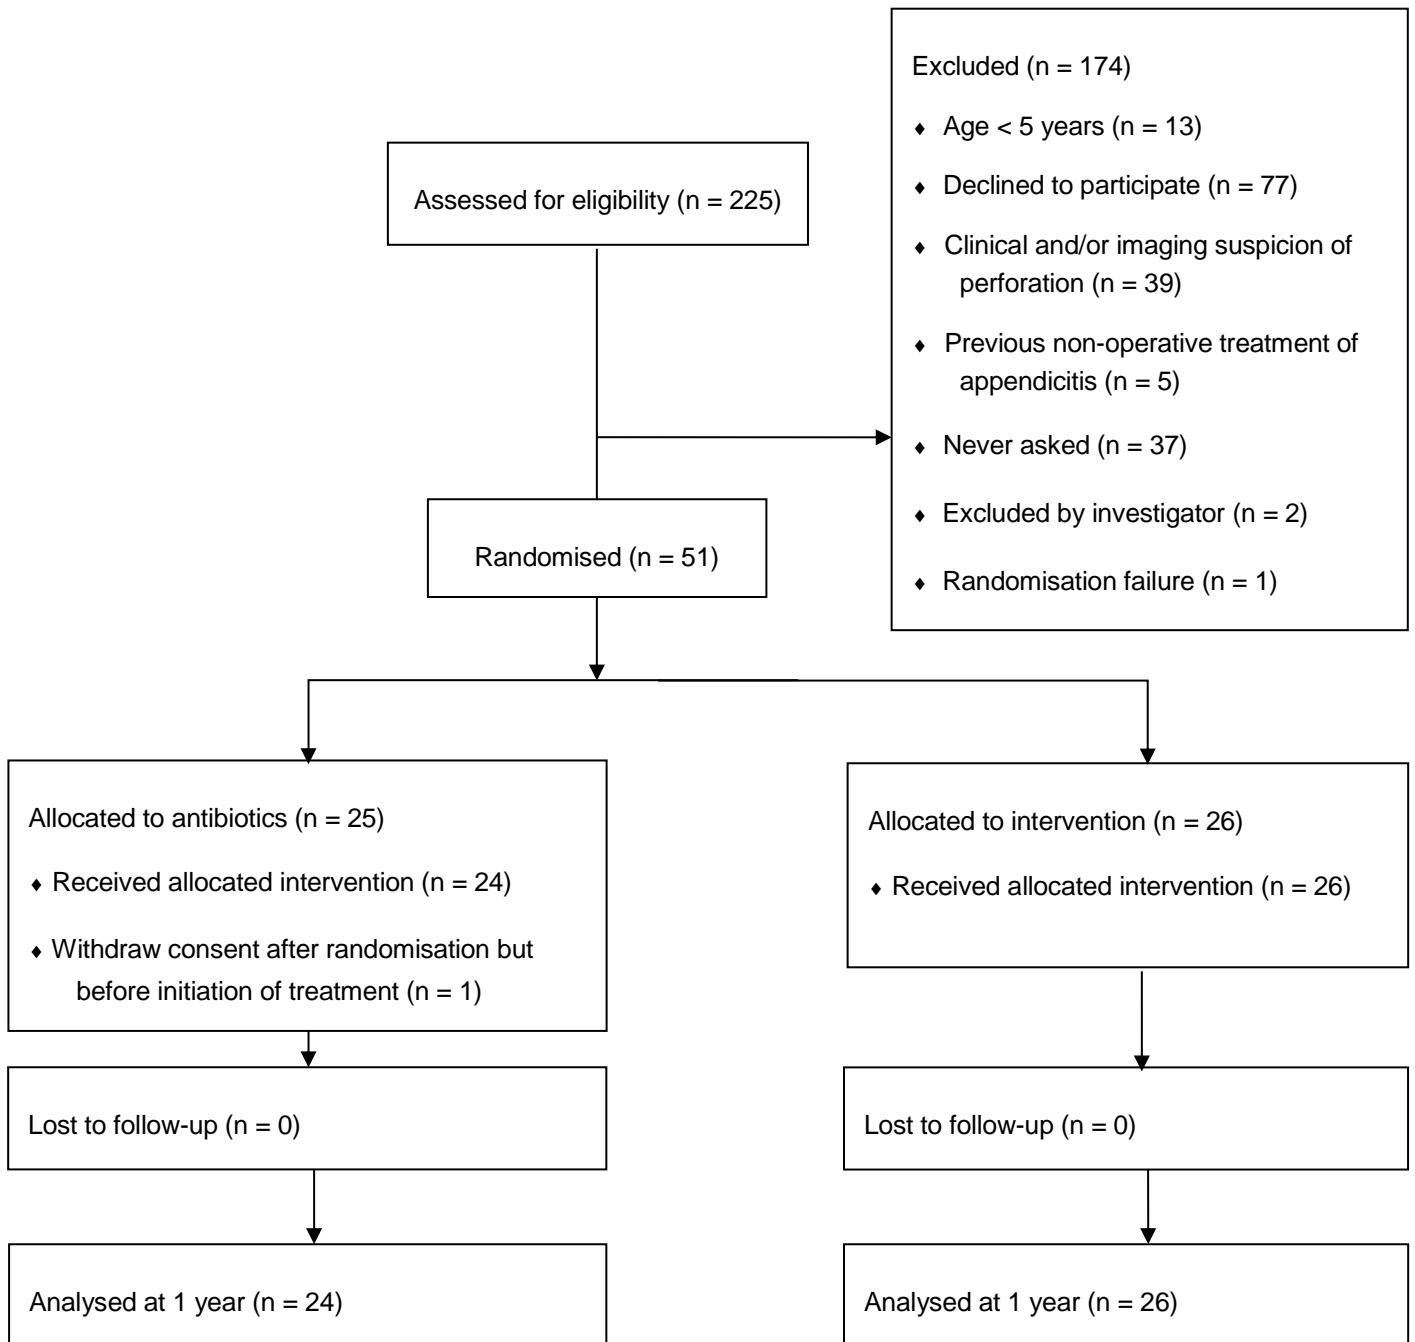 Assessed for eligibility (n = 225)
Excluded (n = 174)
♦ Age < 5 years (n = 13)
♦ Declined to participate (n = 77)
♦ Clinical and/or imaging suspicion of
perforation (n = 39)
♦ Previous non-operative treatment of
appendicitis (n = 5)
♦ Never asked (n = 37)
♦ Excluded by investigator (n = 2)
♦ Randomisation failure (n = 1)
Randomised (n = 51)
Allocated to antibiotics (n = 25)
♦ Received allocated intervention (n = 24)
♦ Withdraw consent after randomisation but
before initiation of treatment (n = 1)
Allocated to intervention (n = 26)
♦ Received allocated intervention (n = 26)
Lost to follow-up (n = 0)
Lost to follow-up (n = 0)
Analysed at 1 year (n = 24)
Analysed at 1 year (n = 26)